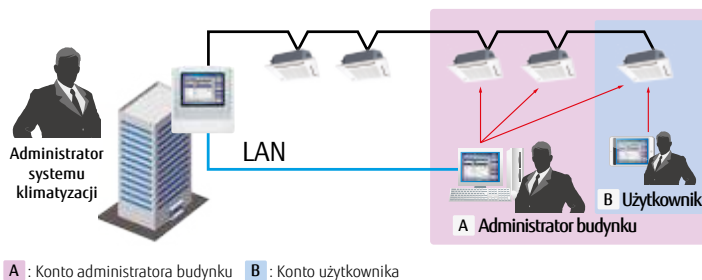 Administrator
systemu
klimatyzacji
LAN
A Administrator budynku
B Użytkownik
A : Konto administratora budynku B : Konto użytkownika